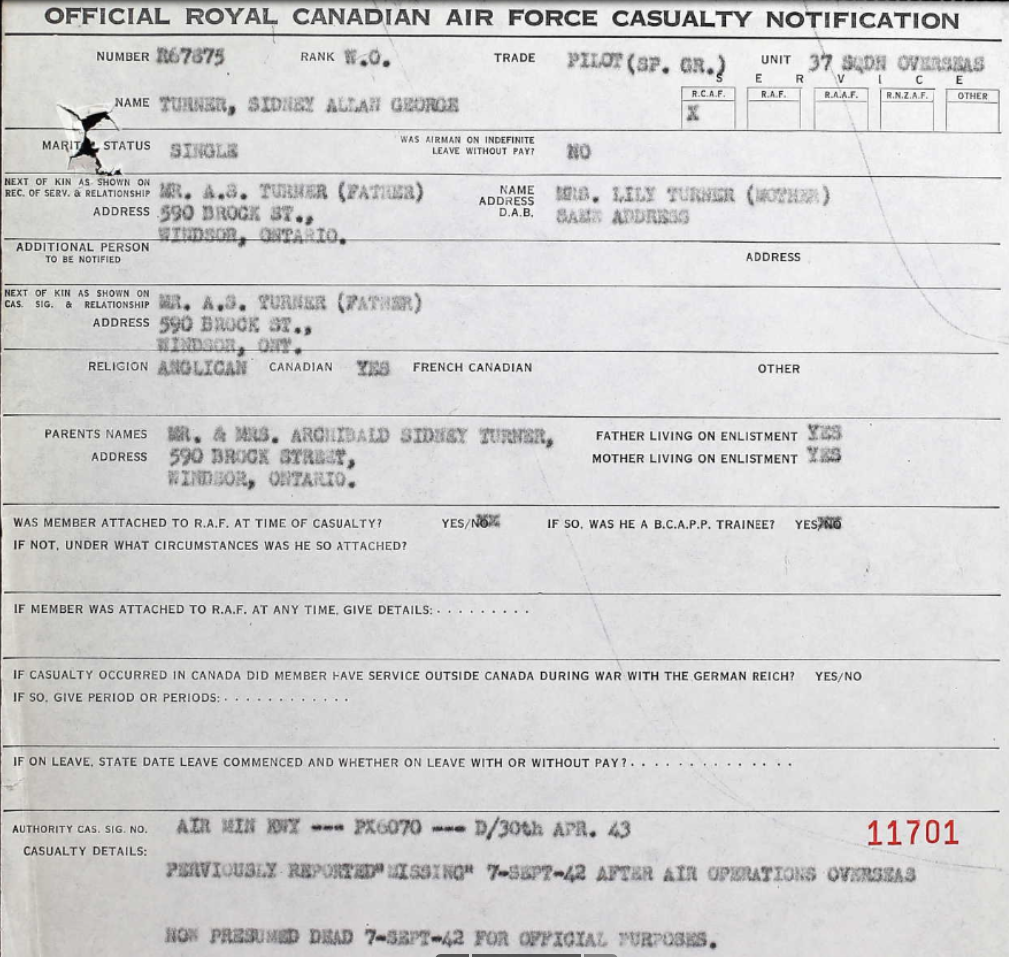 OFFICIAL ROYAL CANADIAN AIR FORCE CASUALTY NOTIFICATION
NUMBER R67875 RANK W.O. TRADE PILOT (SP. GR.) UNIT 37 SQDN OVERSEAS
S E R V I C E
R.C.A.F. R.A.F. R.A.A.F. R.N.Z.A.F. OTHER
NAME TURNER, SIDNEY ALLAN GEORGE X
MARIT STATUS SINGLE WAS AIRMAN ON INDEFINITE LEAVE WITHOUT PAY? NO
NEXT OF KIN AS SHOWN ON REC. OF SERV. & RELATIONSHIP MR. A.S. TURNER (FATHER) NAME MRS. LILY TURNER (MOTHER)
ADDRESS 590 BROCK ST., ADDRESS D.A.B. SAME ADDRESS
WINDSOR, ONTARIO.
ADDITIONAL PERSON TO BE NOTIFIED ADDRESS
NEXT OF KIN AS SHOWN ON CAS. SIG. & RELATIONSHIP MR. A.S. TURNER (FATHER)
ADDRESS 590 BROCK ST.,
WINDSOR, ONT.
RELIGION ANGLICAN CANADIAN YES FRENCH CANADIAN OTHER
PARENTS NAMES MR. & MRS. ARCHIBALD SIDNEY TURNER, FATHER LIVING ON ENLISTMENT YES
ADDRESS 590 BROCK STREET, MOTHER LIVING ON ENLISTMENT YES
WINDSOR, ONTARIO.
WAS MEMBER ATTACHED TO R.A.F. AT TIME OF CASUALTY? YES/NO IF SO, WAS HE A B.C.A.P.P. TRAINEE? YES/NO
IF NOT, UNDER WHAT CIRCUMSTANCES WAS HE SO ATTACHED?
IF MEMBER WAS ATTACHED TO R.A.F. AT ANY TIME, GIVE DETAILS: . . . . . . . . .
IF CASUALTY OCCURRED IN CANADA DID MEMBER HAVE SERVICE OUTSIDE CANADA DURING WAR WITH THE GERMAN REICH? YES/NO
IF SO, GIVE PERIOD OR PERIODS: . . . . . . . . . . . .
IF ON LEAVE, STATE DATE LEAVE COMMENCED AND WHETHER ON LEAVE WITH OR WITHOUT PAY? . . . . . . . . . . . . . .
AUTHORITY CAS. SIG. NO. AIR MIN KWY --- PX6070 --- D/30th APR. 43 11701
CASUALTY DETAILS:
PERVIOUSLY REPORTED"MISSING" 7-SEPT-42 AFTER AIR OPERATIONS OVERSEAS
NOW PRESUMED DEAD 7-SEPT-42 FOR OFFICIAL PURPOSES.